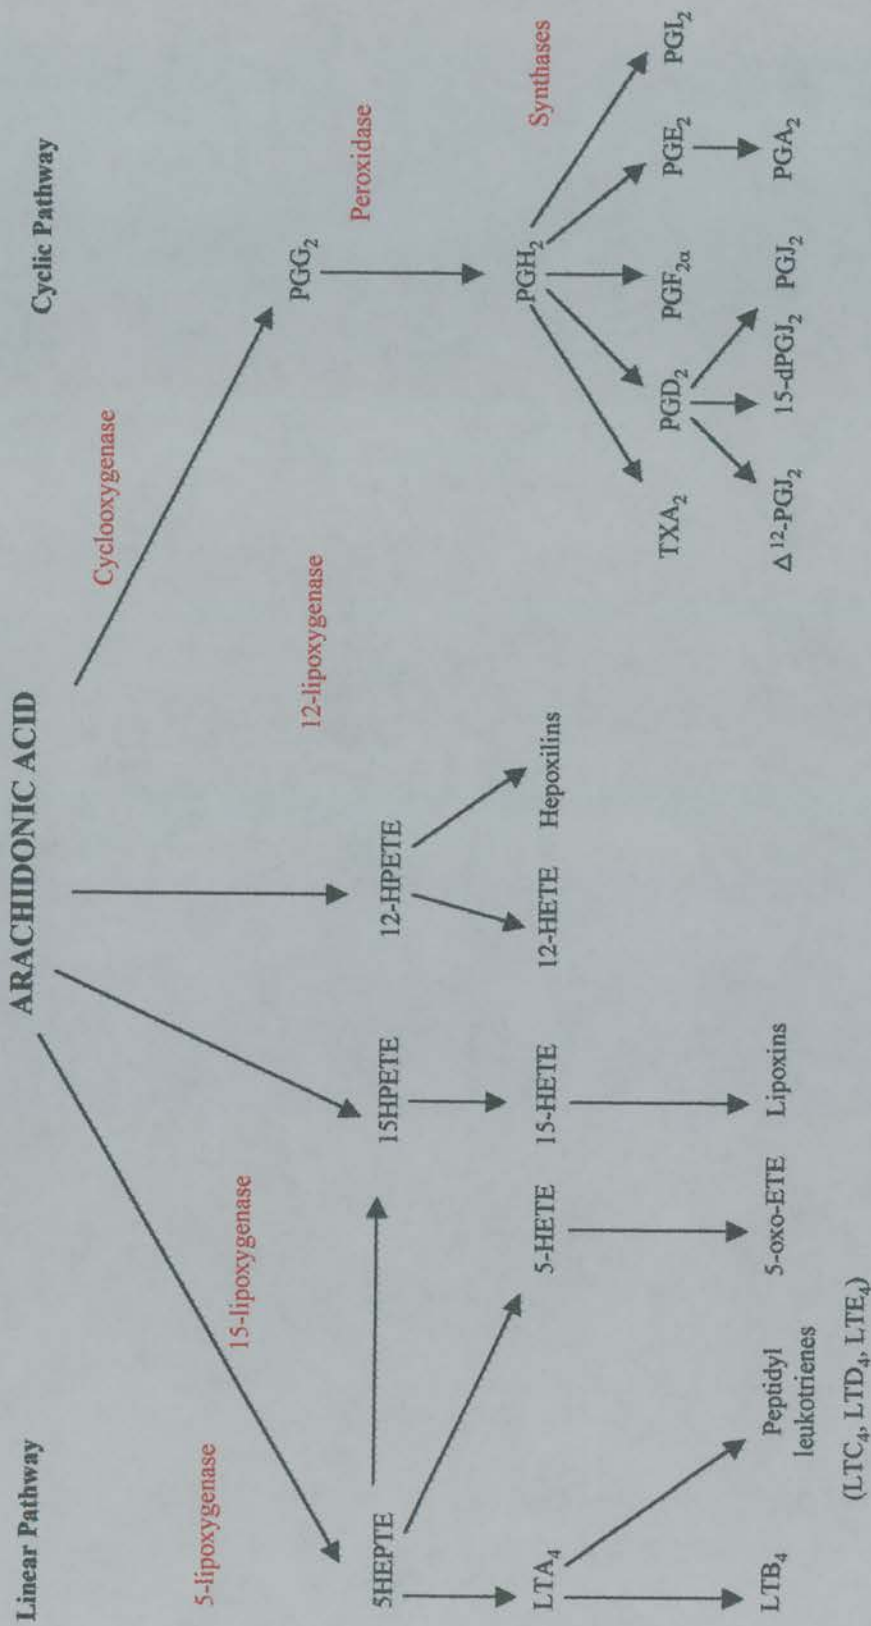 ARACHIDONIC ACID
Linear Pathway
Cyclic Pathway
Cyclooxygenase
5-lipoxygenase
15-lipoxygenase
12-lipoxygenase
PGG₂
Peroxidase
5HEPTE
15HPETE
12-HPETE
PGH₂
Synthases
LTA₄
5-HETE
15-HETE
12-HETE
Hepoxilins
TXA₂
PGD₂
PGF₂α
PGE₂
PGI₂
LTB₄
Peptidyl
leukotrienes
(LTC₄, LTD₄, LTE₄)
5-oxo-ETE
Lipoxins
Δ¹²-PGJ₂
15-dPGJ₂
PGJ₂
PGA₂